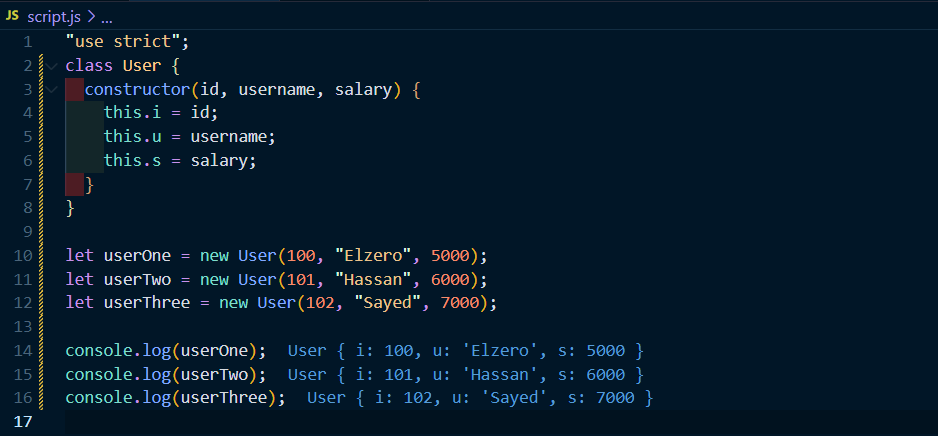 JS script.js > ...
1 "use strict";
2 class User {
3   constructor(id, username, salary) {
4     this.i = id;
5     this.u = username;
6     this.s = salary;
7   }
8 }
9
10 let userOne = new User(100, "Elzero", 5000);
11 let userTwo = new User(101, "Hassan", 6000);
12 let userThree = new User(102, "Sayed", 7000);
13
14 console.log(userOne);  User { i: 100, u: 'Elzero', s: 5000 }
15 console.log(userTwo);  User { i: 101, u: 'Hassan', s: 6000 }
16 console.log(userThree);  User { i: 102, u: 'Sayed', s: 7000 }
17